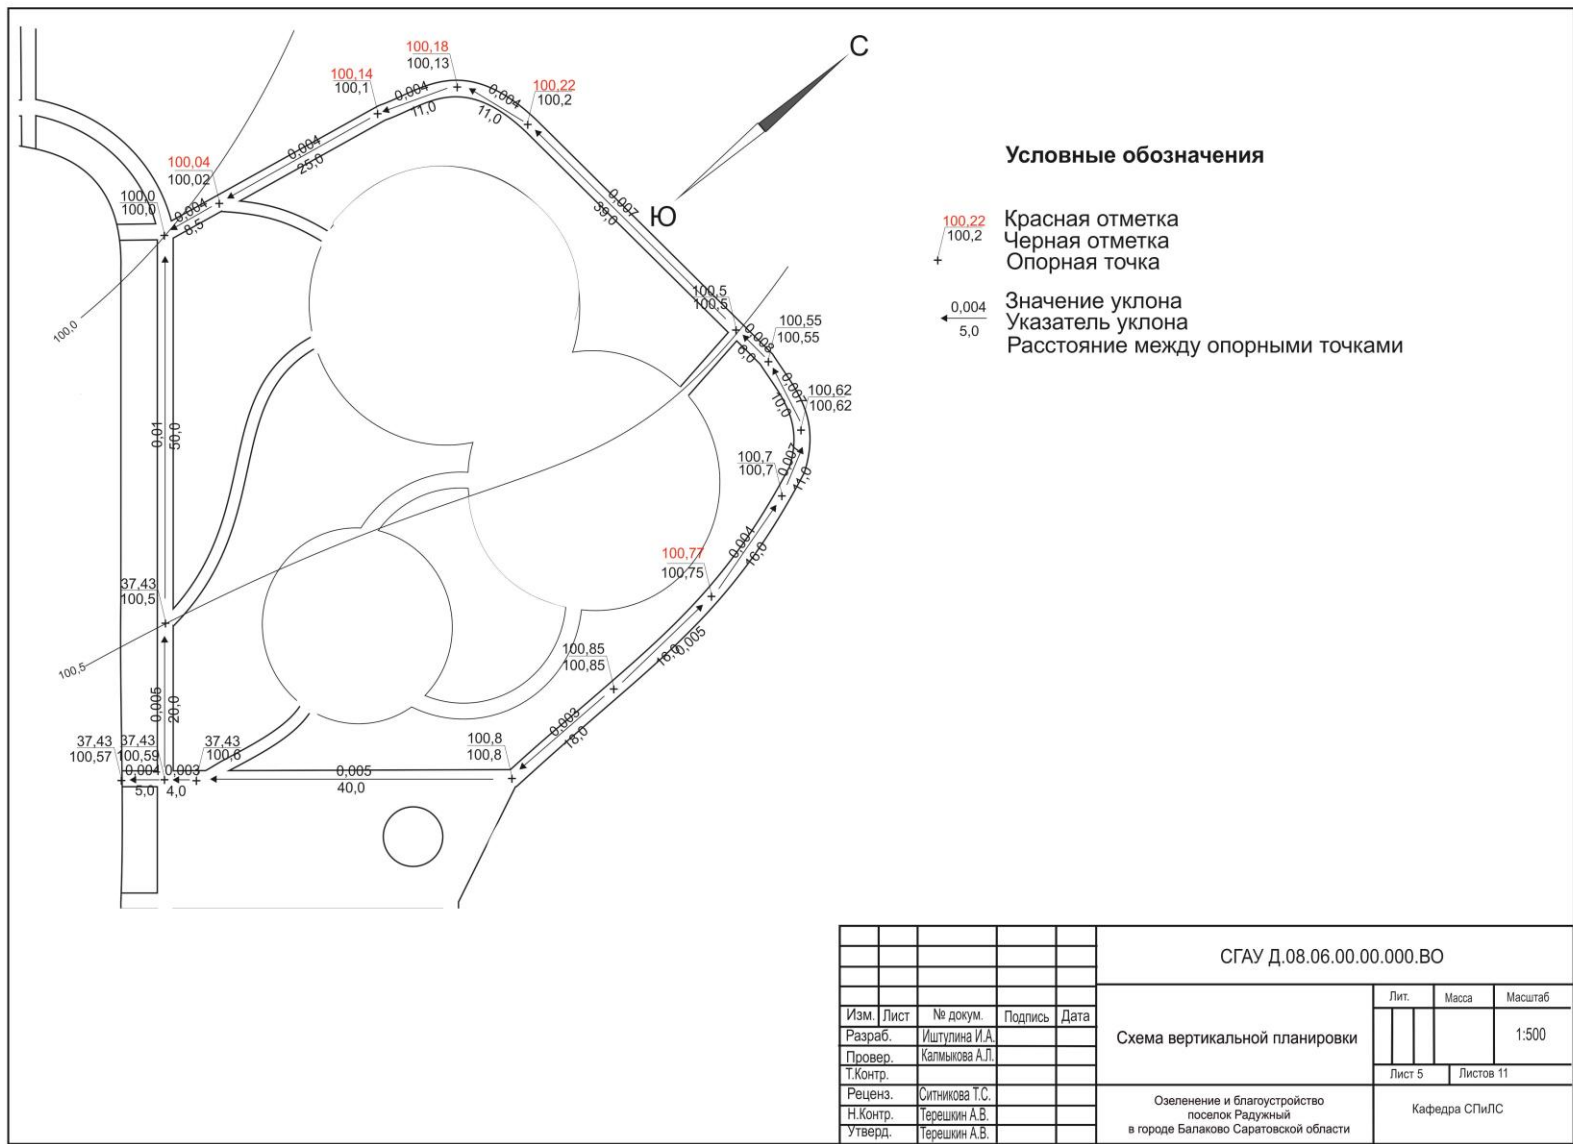 С
Ю
100,18
100,13
100,14
100,1
100,22
100,2
0,004
11,0
0,004
11,0
0,004
25,0
100,04
100,02
100,0
100,0
0,004
8,5
100,0
0,007
39,0
100,5
100,5
100,55
100,55
0,008
6,0
0,007
10,0
100,62
100,62
0,007
11,0
100,7
100,7
0,004
16,0
100,77
100,75
0,005
16,0
100,85
100,85
0,003
18,0
100,8
100,8
0,005
40,0
0,01
50,0
37,43
100,5
100,5
0,005
20,0
37,43
100,57
37,43
100,59
37,43
100,6
0,004
5,0
0,003
4,0
Условные обозначения
100,22
100,2
Красная отметка
Черная отметка
Опорная точка
0,004
5,0
Значение уклона
Указатель уклона
Расстояние между опорными точками
СГАУ Д.08.06.00.00.000.ВО
Изм. Лист № докум. Подпись Дата
Разраб. Иштулина И.А.
Провер. Калмыкова А.Л.
Т.Контр.
Реценз. Ситникова Т.С.
Н.Контр. Терешкин А.В.
Утверд. Терешкин А.В.
Схема вертикальной планировки
Лит. Масса Масштаб
1:500
Лист 5 Листов 11
Озеленение и благоустройство
поселок Радужный
в городе Балаково Саратовской области
Кафедра СПиЛС